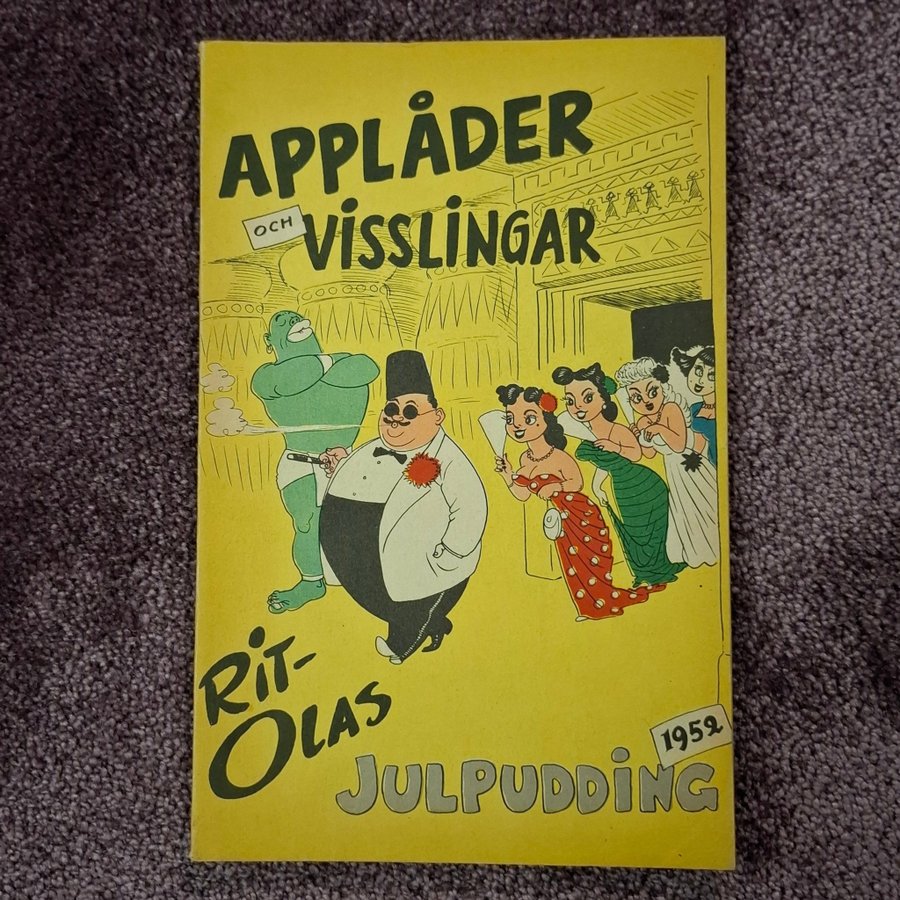 APPLÅDER
OCH
VISSLINGAR
RIT-
OLAS
JULPUDDING
1952